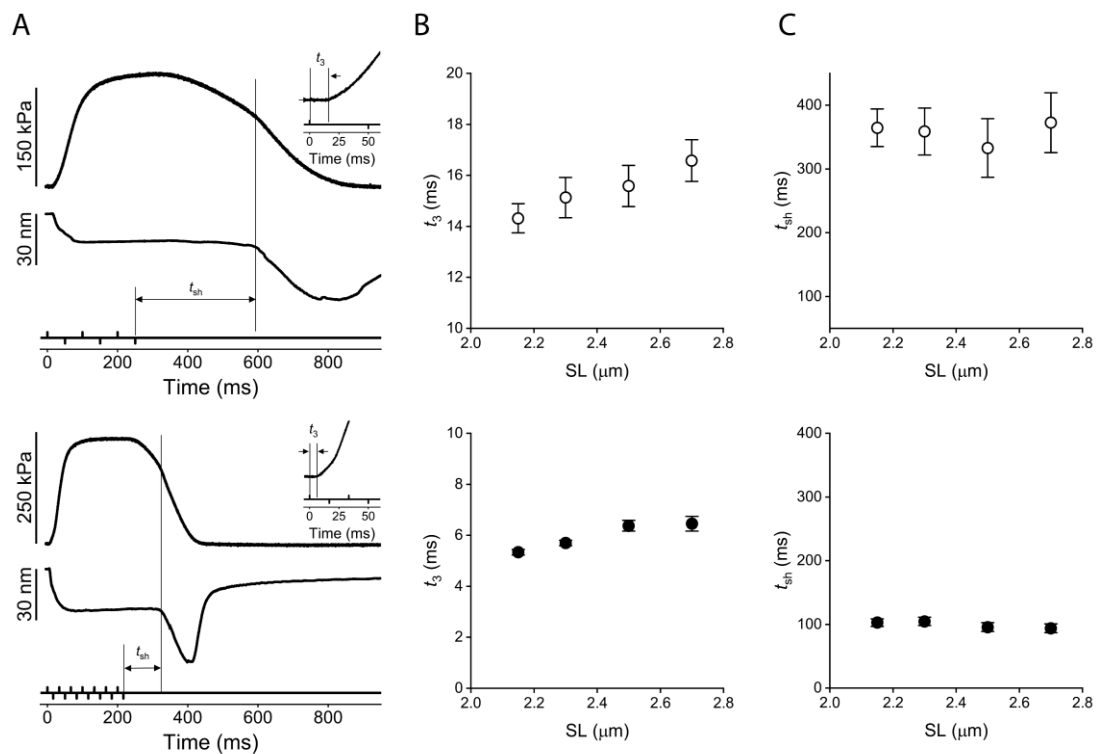 A
B
C
150 kPa
30 nm
t3
0 25 50
Time (ms)
tsh
0 200 400 600 800
Time (ms)
20
18
16
14
12
10
t3 (ms)
2.0 2.2 2.4 2.6 2.8
SL (μm)
400
300
200
100
tsh (ms)
2.0 2.2 2.4 2.6 2.8
SL (μm)
250 kPa
30 nm
t3
0 25 50
Time (ms)
tsh
0 200 400 600 800
Time (ms)
10
8
6
4
2
0
t3 (ms)
2.0 2.2 2.4 2.6 2.8
SL (μm)
400
300
200
100
0
tsh (ms)
2.0 2.2 2.4 2.6 2.8
SL (μm)